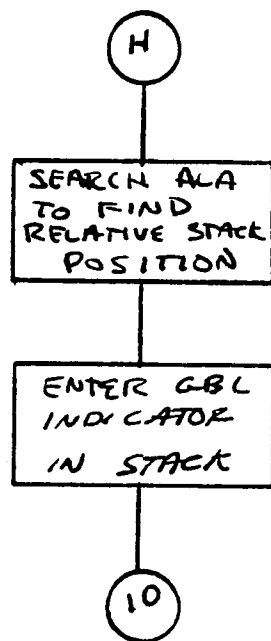 H
SEARCH ALA
TO FIND
RELATIVE STACK
POSITION
ENTER GBL
INDICATOR
IN STACK
10